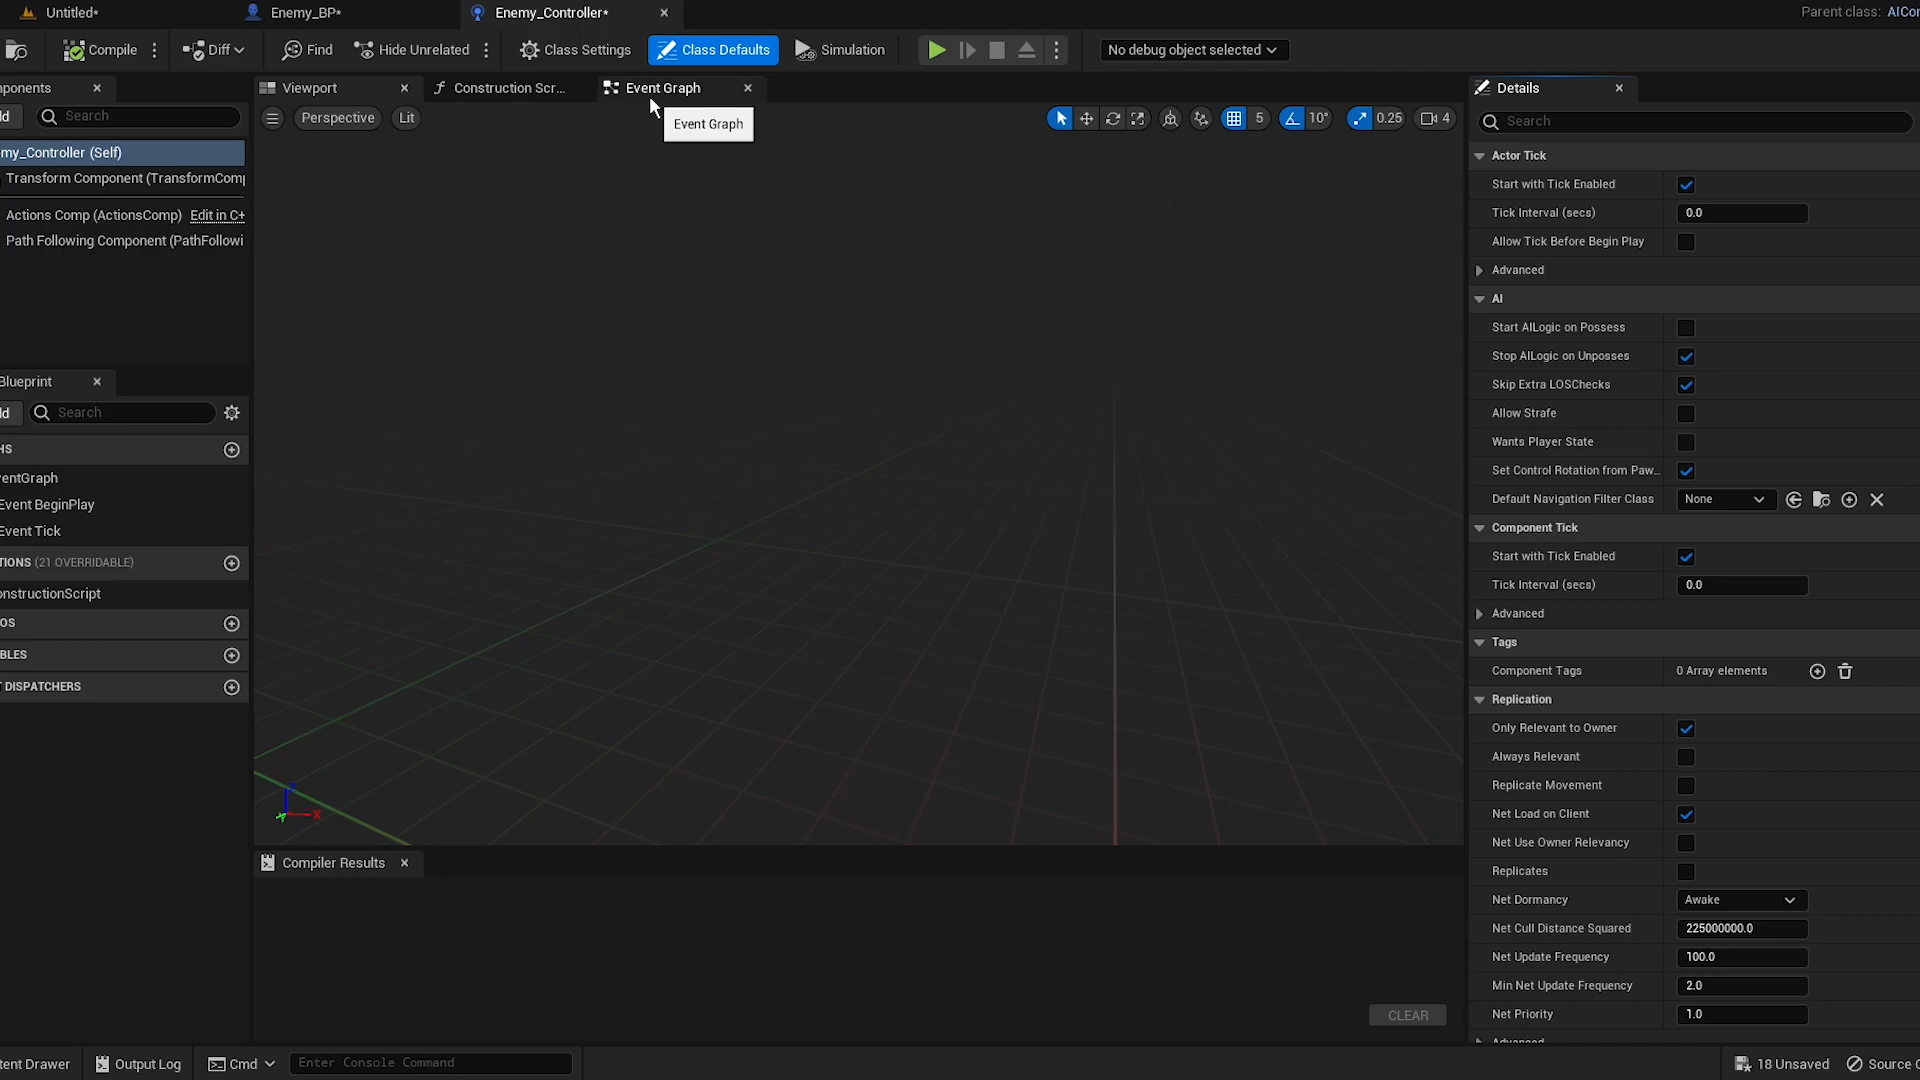 Untitled*
Enemy_BP*
Enemy_Controller*
Parent class: AICon
Compile
Diff
Find
Hide Unrelated
Class Settings
Class Defaults
Simulation
No debug object selected
ponents
Viewport
Construction Scr...
Event Graph
Details
ld
Search
Perspective
Lit
Event Graph
5
10°
0.25
4
Search
my_Controller (Self)
Transform Component (TransformComp
Actions Comp (ActionsComp) Edit in C+
Path Following Component (PathFollowi
Blueprint
ld
Search
HS
entGraph
Event BeginPlay
Event Tick
TIONS (21 OVERRIDABLE)
onstructionScript
OS
BLES
T DISPATCHERS
Actor Tick
Start with Tick Enabled
Tick Interval (secs) 0.0
Allow Tick Before Begin Play
Advanced
AI
Start AILogic on Possess
Stop AILogic on Unposses
Skip Extra LOSChecks
Allow Strafe
Wants Player State
Set Control Rotation from Paw...
Default Navigation Filter Class None
Component Tick
Start with Tick Enabled
Tick Interval (secs) 0.0
Advanced
Tags
Component Tags 0 Array elements
Replication
Only Relevant to Owner
Always Relevant
Replicate Movement
Net Load on Client
Net Use Owner Relevancy
Replicates
Net Dormancy Awake
Net Cull Distance Squared 225000000.0
Net Update Frequency 100.0
Min Net Update Frequency 2.0
Net Priority 1.0
Advanced
X
Compiler Results
CLEAR
tent Drawer
Output Log
Cmd
Enter Console Command
18 Unsaved
Source C